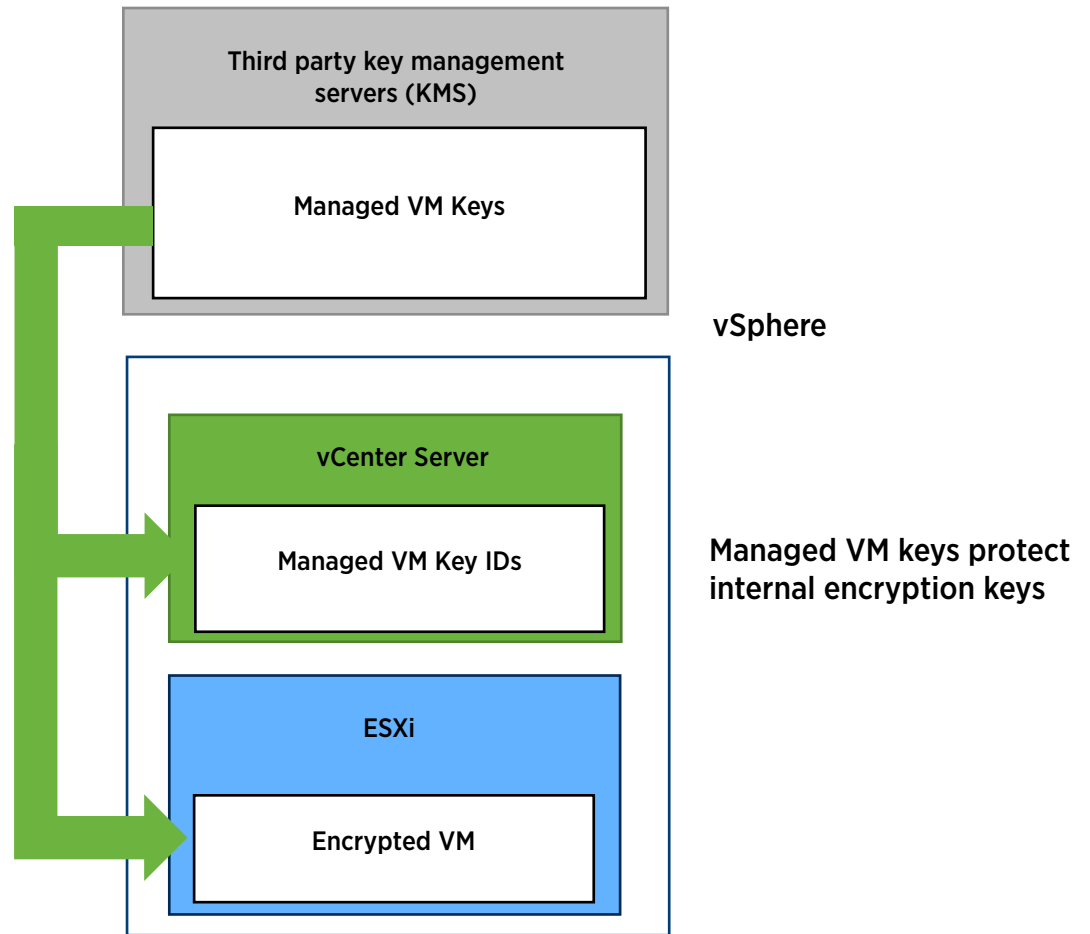 Third party key management
servers (KMS)
Managed VM Keys
vSphere
vCenter Server
Managed VM Key IDs
Managed VM keys protect
internal encryption keys
ESXi
Encrypted VM